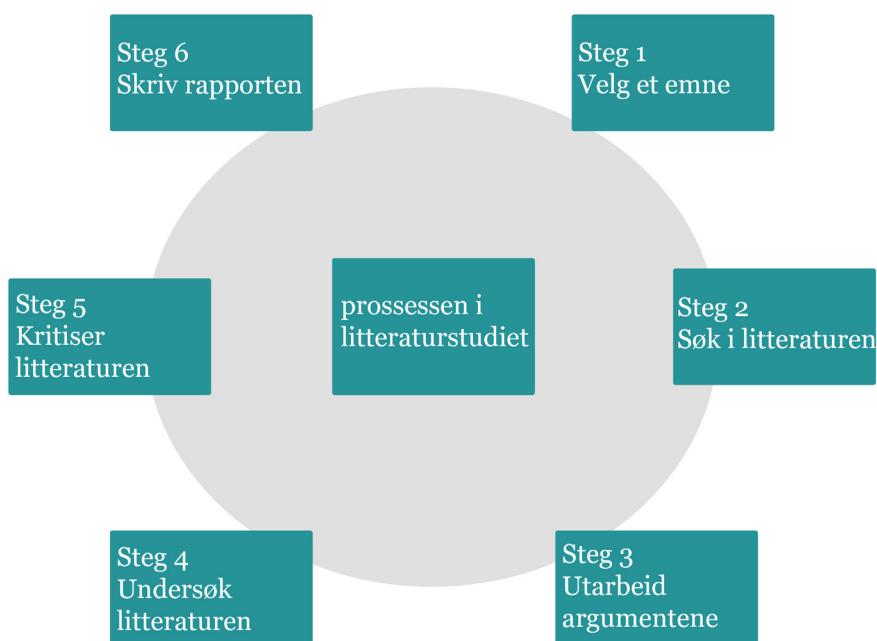 Steg 6
Skriv rapporten
Steg 1
Velg et emne
Steg 5
Kritiser
litteraturen
prossessen i
litteraturstudiet
Steg 2
Søk i litteraturen
Steg 4
Undersøk
litteraturen
Steg 3
Utarbeid
argumentene